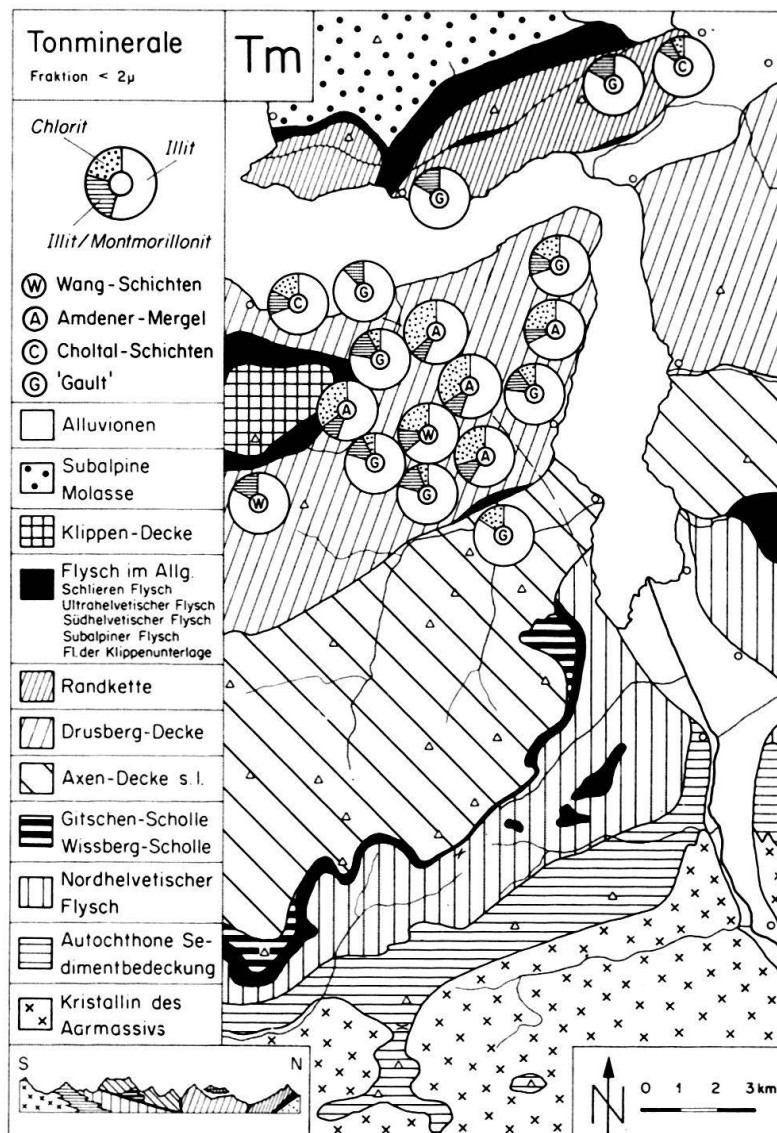 Tonminerale
Fraktion < 2μ
Tm
Chlorit
Illit
Illit/Montmorillonit
W Wang-Schichten
A Amdener-Mergel
C Choltal-Schichten
G 'Gault'
Alluvionen
Subalpine
Molasse
Klippen-Decke
Flysch im Allg.
Schlieren Flysch
Ultrahelvetischer Flysch
Südhelvetischer Flysch
Subalpiner Flysch
Fl. der Klippenunterlage
Randkette
Drusberg-Decke
Axen-Decke s.l.
Gitschen-Scholle
Wissberg-Scholle
Nordhelvetischer
Flysch
Autochthone Se-
dimentbedeckung
Kristallin des
Aarmassivs
S
N
G
C
G
G
C
G
A
A
G
A
G
A
W
G
A
W
G
G
N
0 1 2 3 km